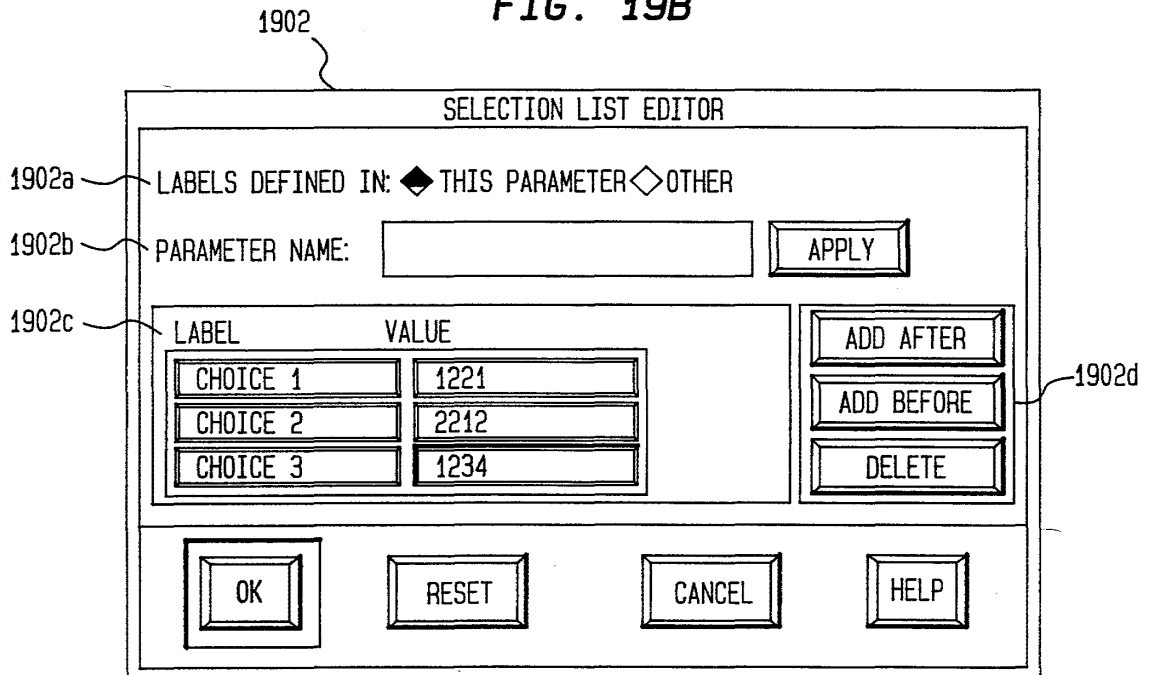 FIG. 19B
1902
SELECTION LIST EDITOR
1902a
LABELS DEFINED IN: THIS PARAMETER OTHER
1902b
PARAMETER NAME: APPLY
1902c
LABEL VALUE
CHOICE 1 1221
CHOICE 2 2212
CHOICE 3 1234
ADD AFTER
ADD BEFORE
DELETE
1902d
OK RESET CANCEL HELP